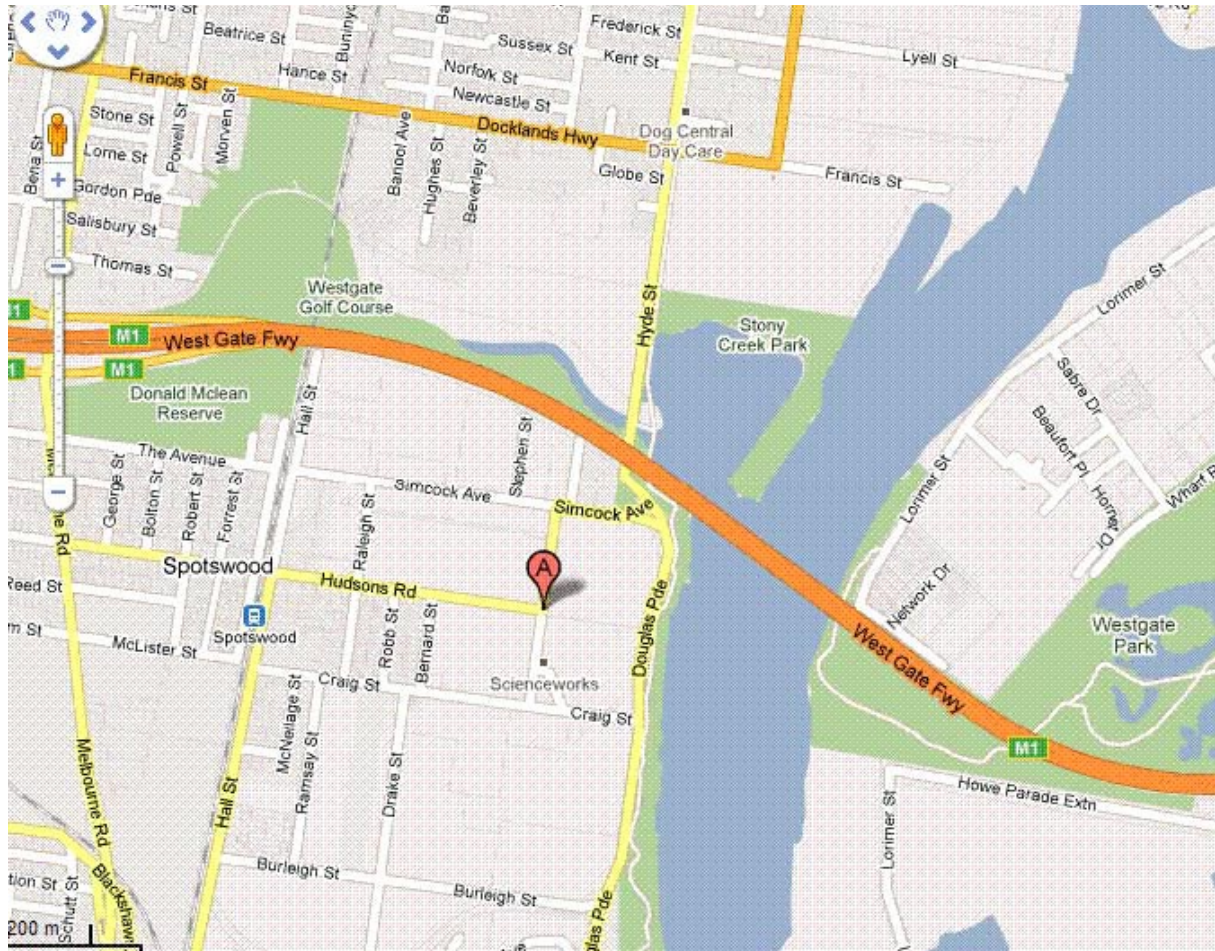 Beatrice St
Hance St
Sussex St
Frederick St
Kent St
Lyell St
Norfolk St
Newcastle St
Francis St
Docklands Hwy
Dog Central
Day Care
Globe St
Francis St
Stone St
Lorne St
Gordon Pde
Salisbury St
Thomas St
Bena St
Powell St
Morven St
Banool Ave
Hughes St
Beverley St
Westgate
Golf Course
Hyde St
Stony
Creek Park
Lorimer St
M1
West Gate Fwy
M1
Donald Mclean
Reserve
Hall St
Sabre Dr
Beaufort Pl
Horner Dr
Lorimer St
The Avenue
George St
Bolton St
Robert St
Forrest St
Raleigh St
Simcock Ave
Stephen St
Simcock Ave
Spotswood
Hudsons Rd
A
Reed St
Spotswood
McLister St
Robb St
Bernard St
Scienceworks
Craig St
Craig St
Douglas Pde
Network Dr
Westgate
Park
West Gate Fwy
M1
Howe Parade Extn
Lorimer St
McNeilage St
Ramsay St
Drake St
Hall St
Melbourne Rd
Burleigh St
Burleigh St
Schutt St
200 m